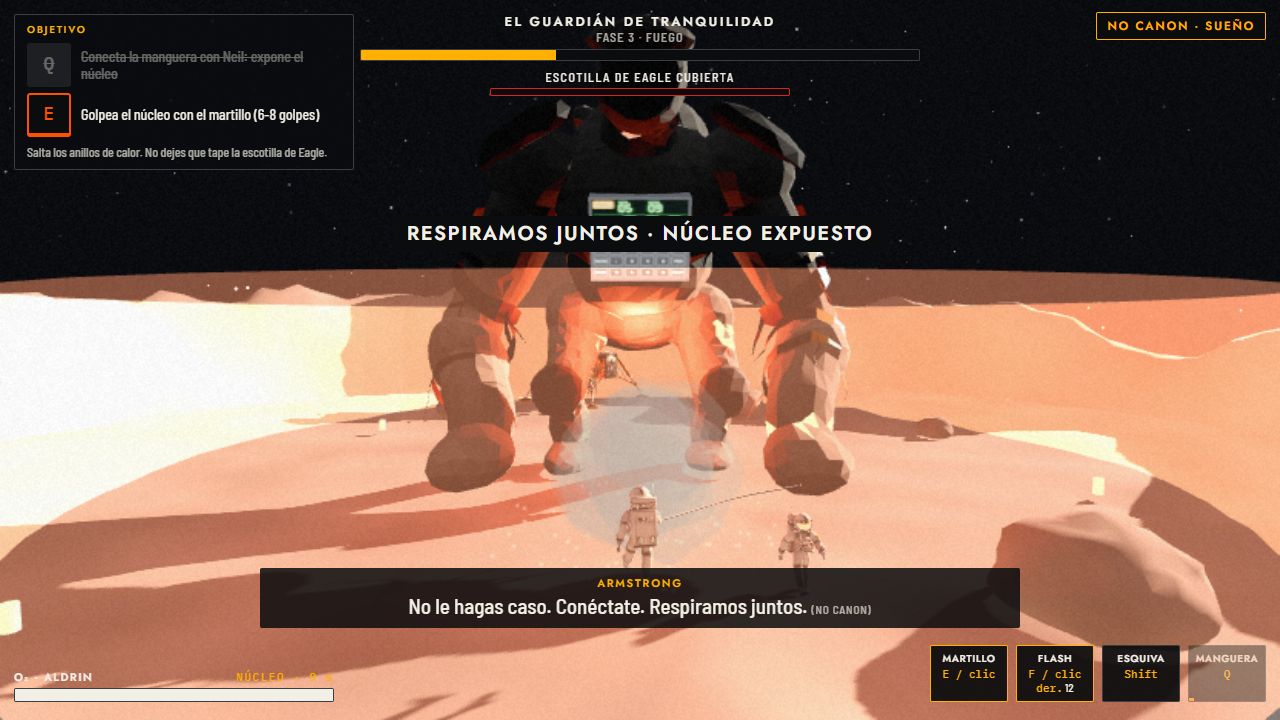 OBJETIVO
Q
Conecta la manguera con Neil: expone el
núcleo
E
Golpea el núcleo con el martillo (6-8 golpes)
Salta los anillos de calor. No dejes que tape la escotilla de Eagle.
EL GUARDIÁN DE TRANQUILIDAD
FASE 3 · FUEGO
ESCOTILLA DE EAGLE CUBIERTA
NO CANON · SUEÑO
RESPIRAMOS JUNTOS · NÚCLEO EXPUESTO
ARMSTRONG
No le hagas caso. Conéctate. Respiramos juntos. (NO CANON)
O₂ · ALDRIN
NÚCLEO ·
MARTILLO
E / clic
FLASH
F / clic
der. 12
ESQUIVA
Shift
MANGUERA
Q